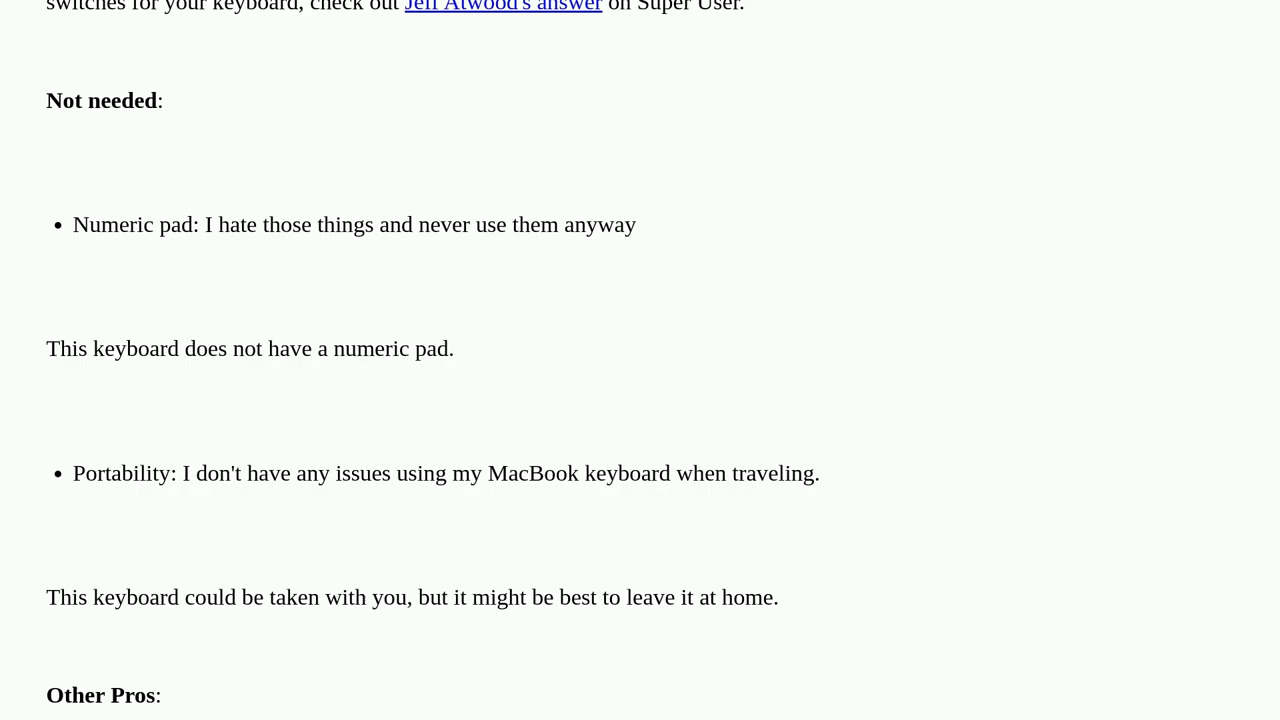 switches for your keyboard, check out Jeff Atwood's answer on Super User.
Not needed:
• Numeric pad: I hate those things and never use them anyway
This keyboard does not have a numeric pad.
• Portability: I don't have any issues using my MacBook keyboard when traveling.
This keyboard could be taken with you, but it might be best to leave it at home.
Other Pros: